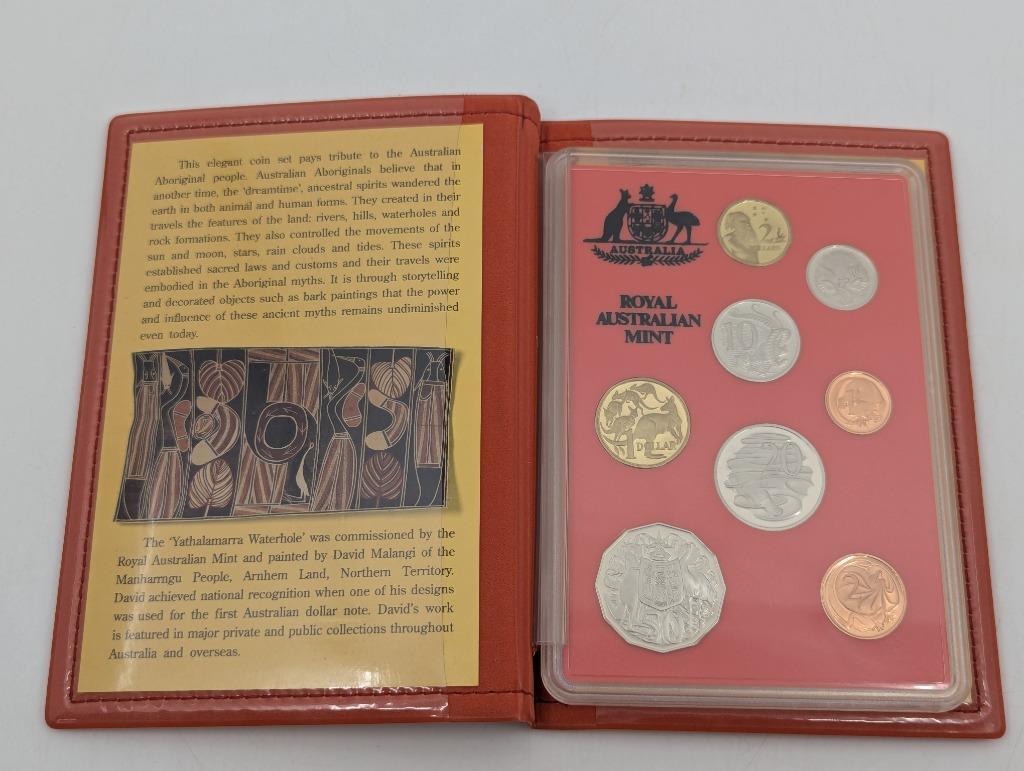 This elegant coin set pays tribute to the Australian
Aboriginal people. Australian Aboriginals believe that in
another time, the 'dreamtime', ancestral spirits wandered the
earth in both animal and human forms. They created in their
travels the features of the land: rivers, hills, waterholes and
rock formations. They also controlled the movements of the
sun and moon, stars, rain clouds and tides. These spirits
established sacred laws and customs and their travels were
embodied in the Aboriginal myths. It is through storytelling
and decorated objects such as bark paintings that the power
and influence of these ancient myths remains undiminished
even today.
The 'Yathalamarra Waterhole' was commissioned by the
Royal Australian Mint and painted by David Malangi of the
Manharrngu People, Arnhem Land, Northern Territory.
David achieved national recognition when one of his designs
was used for the first Australian dollar note. David's work
is featured in major private and public collections throughout
Australia and overseas.
AUSTRALIA
ROYAL
AUSTRALIAN
MINT
2
DOLLARS
5
10
1
DOLLAR
1
20
50
2